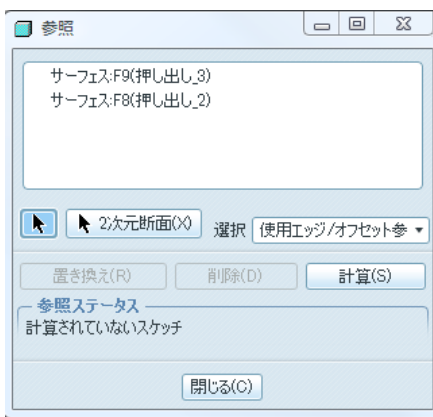 参照
サーフェス:F9(押し出し_3)
サーフェス:F8(押し出し_2)
2次元断面(X) 選択 使用エッジ/オフセット参
置き換え(R) 削除(D) 計算(S)
参照ステータス
計算されていないスケッチ
閉じる(C)